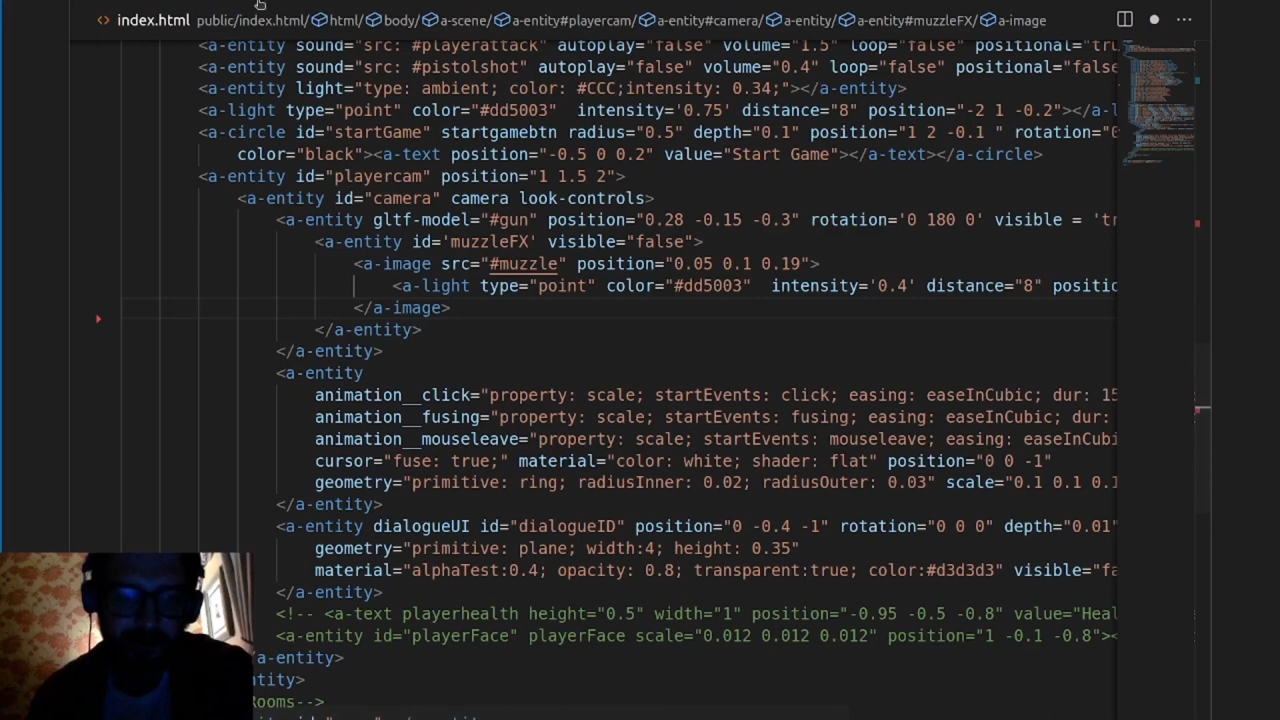 <> index.html public/index.html/ html/ body/ a-scene/ a-entity#playercam/ a-entity#camera/ a-entity/ a-entity#muzzleFX/ a-image
<a-entity sound="src: #playerattack" autoplay="false" volume="1.5" loop="false" positional="tru
<a-entity sound="src: #pistolshot" autoplay="false" volume="0.4" loop="false" positional="false
<a-entity light="type: ambient; color: #CCC;intensity: 0.34;"></a-entity>
<a-light type="point" color="#dd5003"  intensity'0.75" distance="8" position="-2 1 -0.2"></a-l
<a-circle id="startGame" startgamebtn radius="0.5" depth="0.1" position="1 2 -0.1 " rotation="0
color="black"><a-text position="-0.5 0 0.2" value="Start Game"></a-text></a-circle>
<a-entity id="playercam" position="1 1.5 2">
<a-entity id="camera" camera look-controls>
<a-entity gltf-model="#gun" position="0.28 -0.15 -0.3" rotation='0 180 0' visible = 'tr
<a-entity id='muzzleFX' visible="false">
<a-image src="#muzzle" position="0.05 0.1 0.19">
<a-light type="point" color="#dd5003"  intensity='0.4' distance="8" positio
</a-image>
</a-entity>
</a-entity>
<a-entity
animation__click="property: scale; startEvents: click; easing: easeInCubic; dur: 15
animation__fusing="property: scale; startEvents: fusing; easing: easeInCubic; dur:
animation__mouseleave="property: scale; startEvents: mouseleave; easing: easeInCubi
cursor="fuse: true;" material="color: white; shader: flat" position="0 0 -1"
geometry="primitive: ring; radiusInner: 0.02; radiusOuter: 0.03" scale="0.1 0.1 0.1
</a-entity>
<a-entity dialogueUI id="dialogueID" position="0 -0.4 -1" rotation="0 0 0" depth="0.01"
geometry="primitive: plane; width:4; height: 0.35"
material="alphaTest:0.4; opacity: 0.8; transparent:true; color:#d3d3d3" visible="fa
</a-entity>
<!-- <a-text playerhealth height="0.5" width="1" position="-0.95 -0.5 -0.8" value="Heal
<a-entity id="playerFace" playerFace scale="0.012 0.012 0.012" position="1 -0.1 -0.8"><
/a-entity>
ntity>
Rooms-->